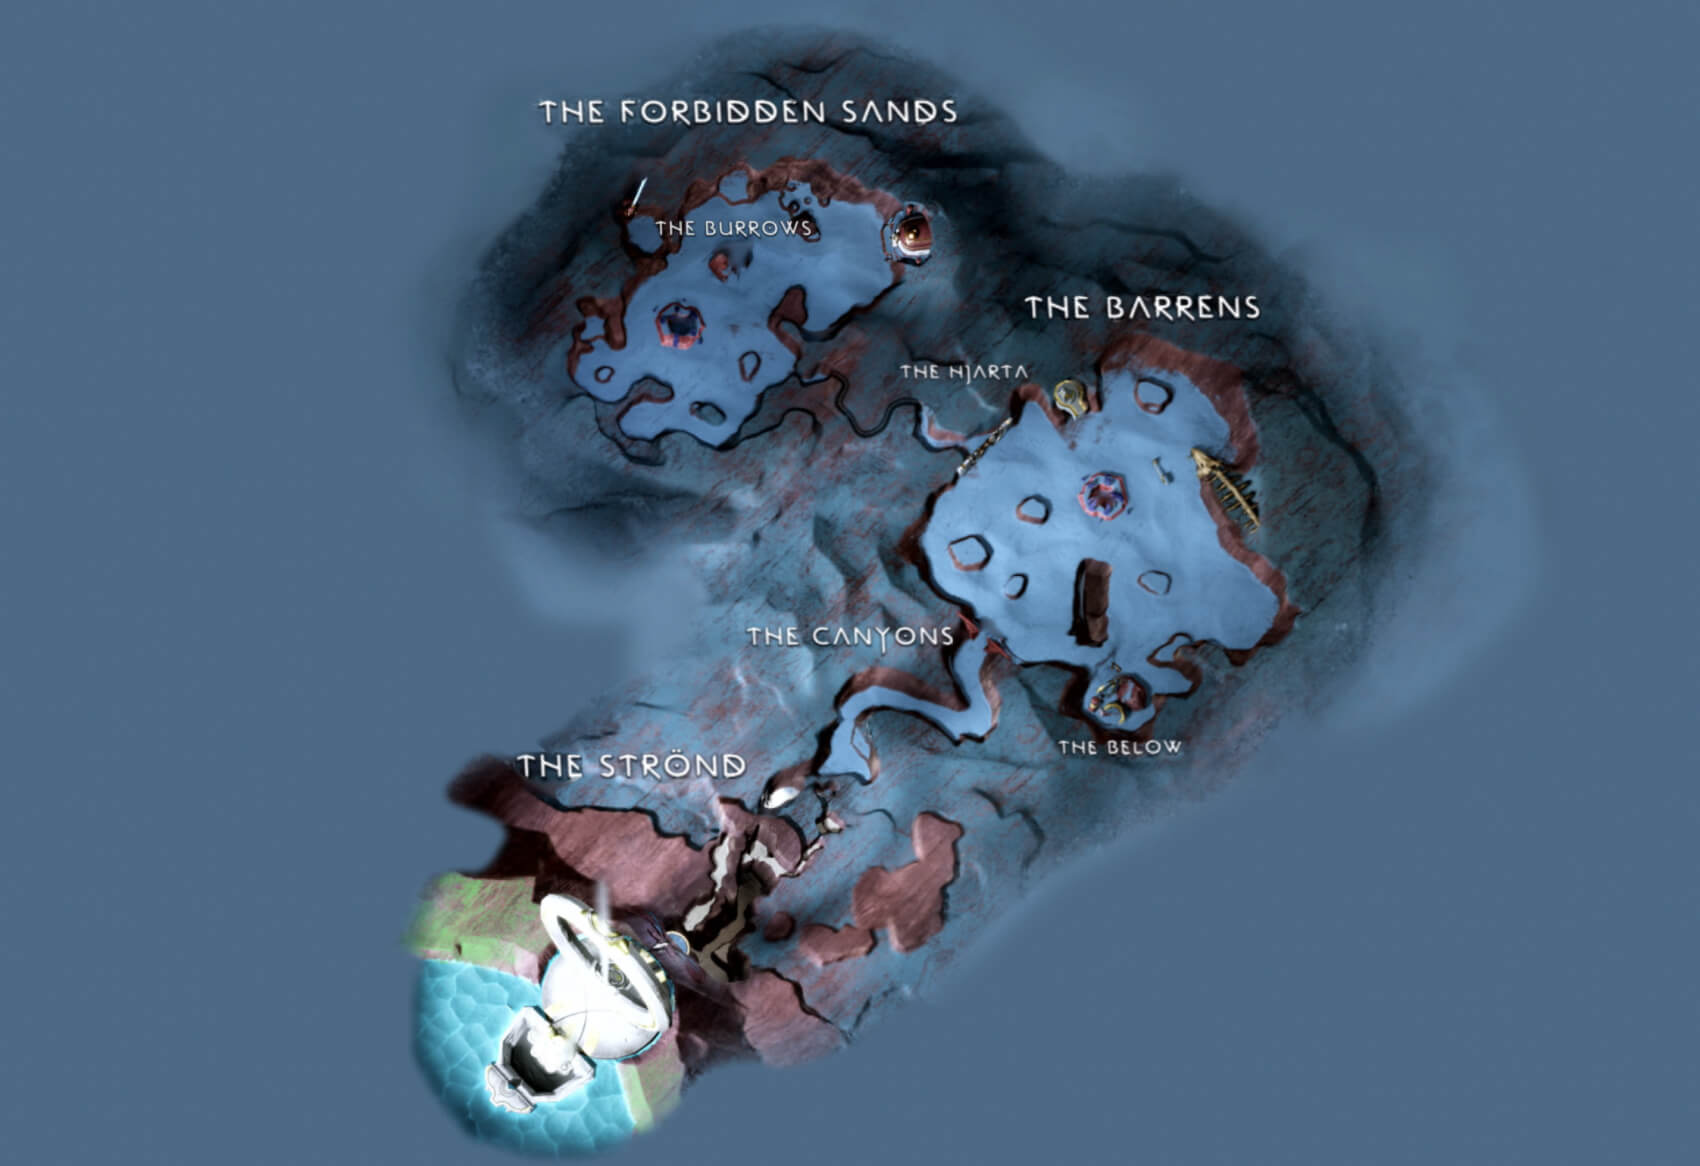 THE FORBIDDEN SANDS
THE BURROWS
THE BARRENS
THE HJARTA
THE CANYONS
THE BELOW
THE STRÖND